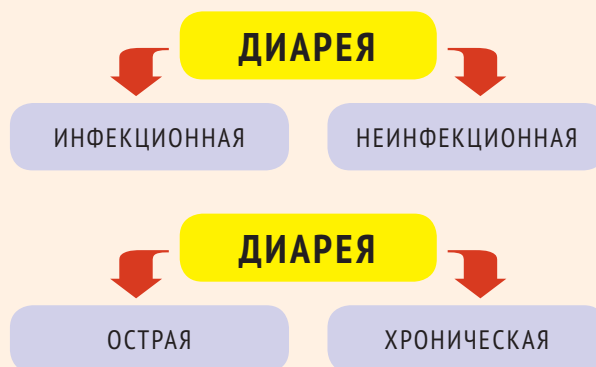 ДИАРЕЯ
ИНФЕКЦИОННАЯ НЕИНФЕКЦИОННАЯ
ДИАРЕЯ
ОСТРАЯ ХРОНИЧЕСКАЯ